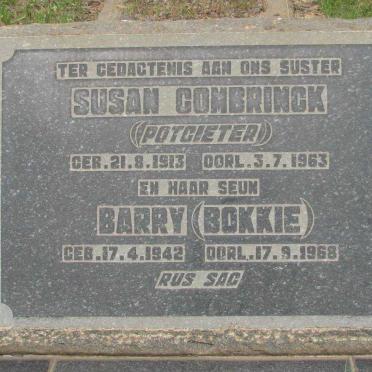 TER GEDACTENIS AAN ONS SUSTER
SUSAN COMBRINCK
(POTGIETER)
GEB. 21.8.1913 OORL. 3.7.1963
EN HAAR SEUN
BARRY (BOKKIE)
GEB. 17.4.1942 OORL. 17.9.1968
RUS SAG